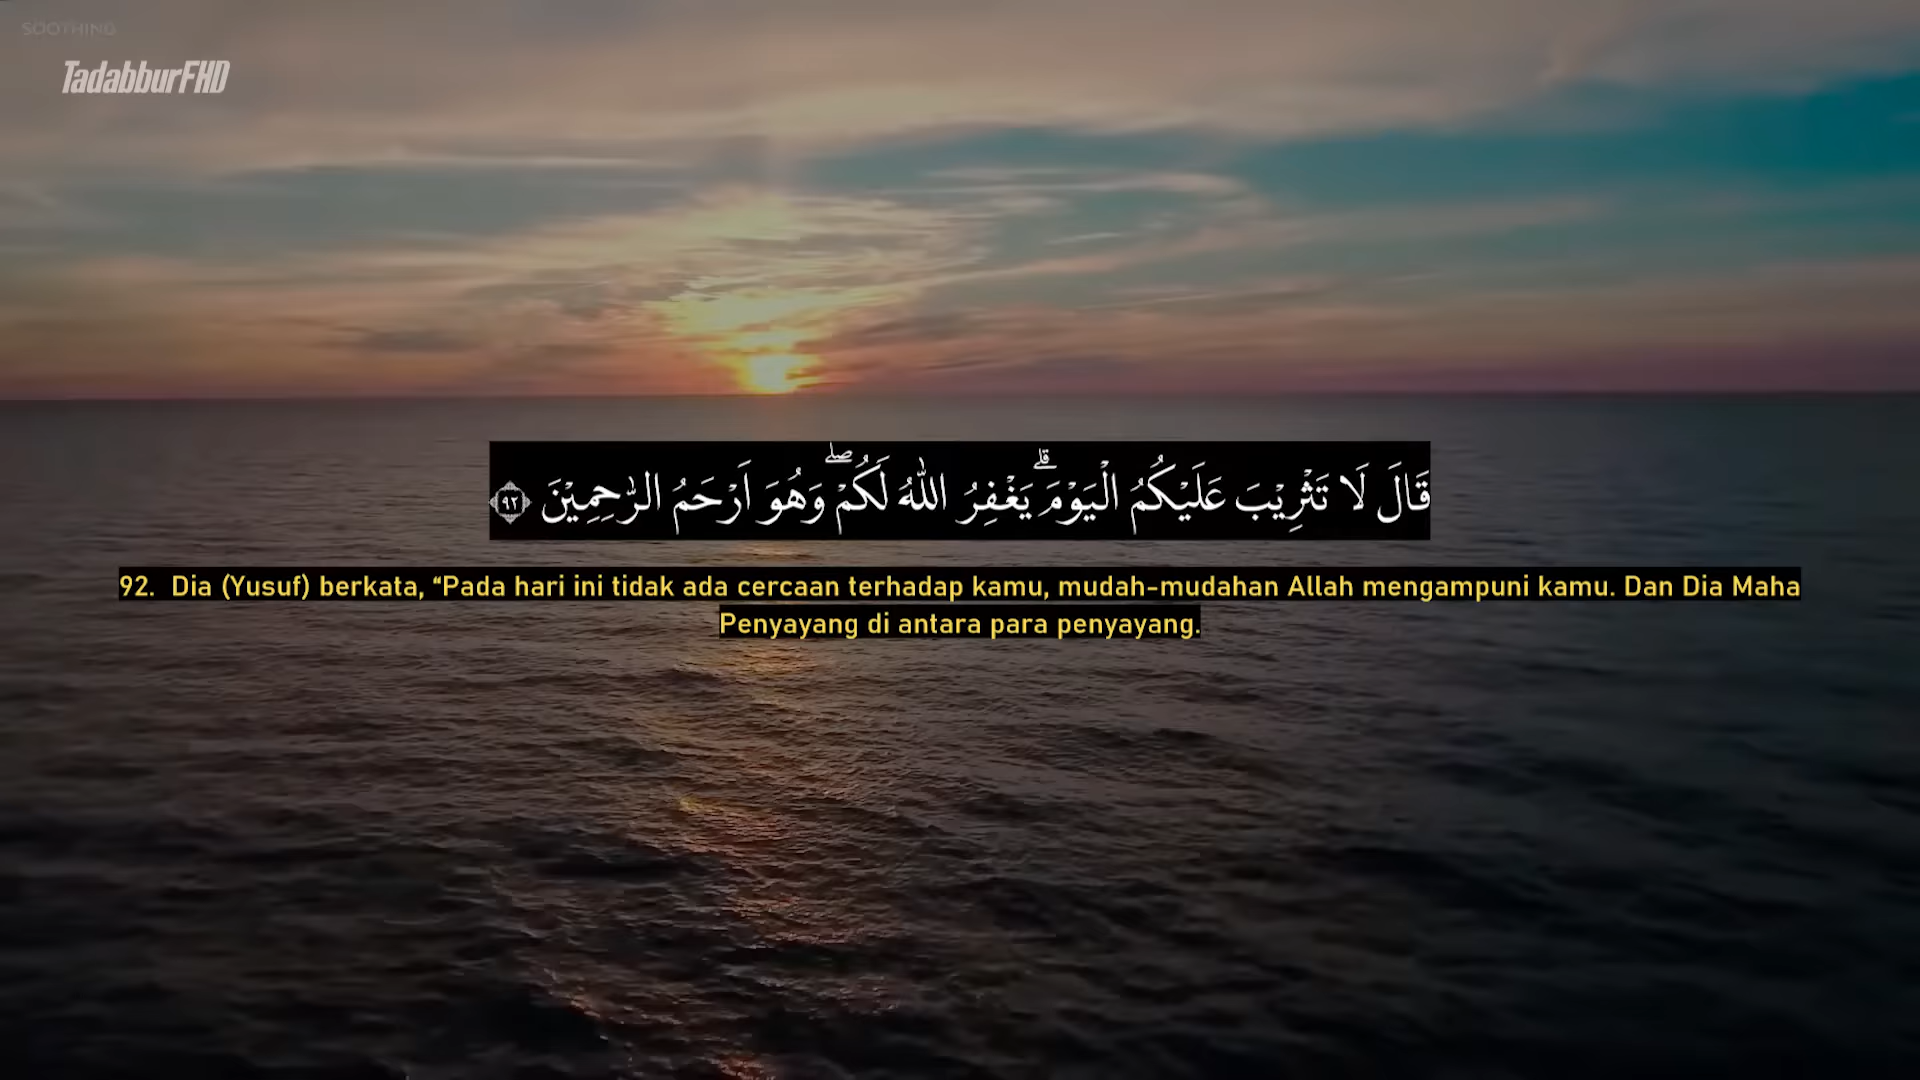 SOOTHING
TadabburFHD
قَالَ لَا تَثْرِيْبَ عَلَيْكُمُ الْيَوْمَۗ يَغْفِرُ اللّٰهُ لَكُمْۖ وَهُوَ اَرْحَمُ الرّٰحِمِيْنَ ٩٢
92. Dia (Yusuf) berkata, “Pada hari ini tidak ada cercaan terhadap kamu, mudah-mudahan Allah mengampuni kamu. Dan Dia Maha
Penyayang di antara para penyayang.